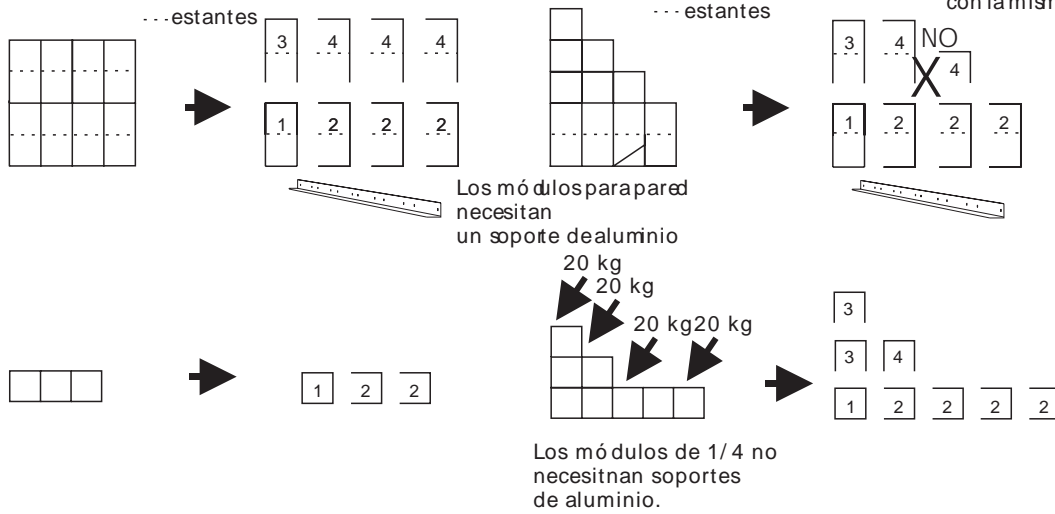 ---estantes
3 4 4 4
1 2 2 2
Los módulos para pared
necesitan
un soporte de aluminio
---estantes
3 4 NO
4
1 2 2 2
1 2 2
20 kg
20 kg
20 kg 20 kg
Los módulos de 1/4 no
necesitnan soportes
de aluminio.
3
3 4
1 2 2 2 2